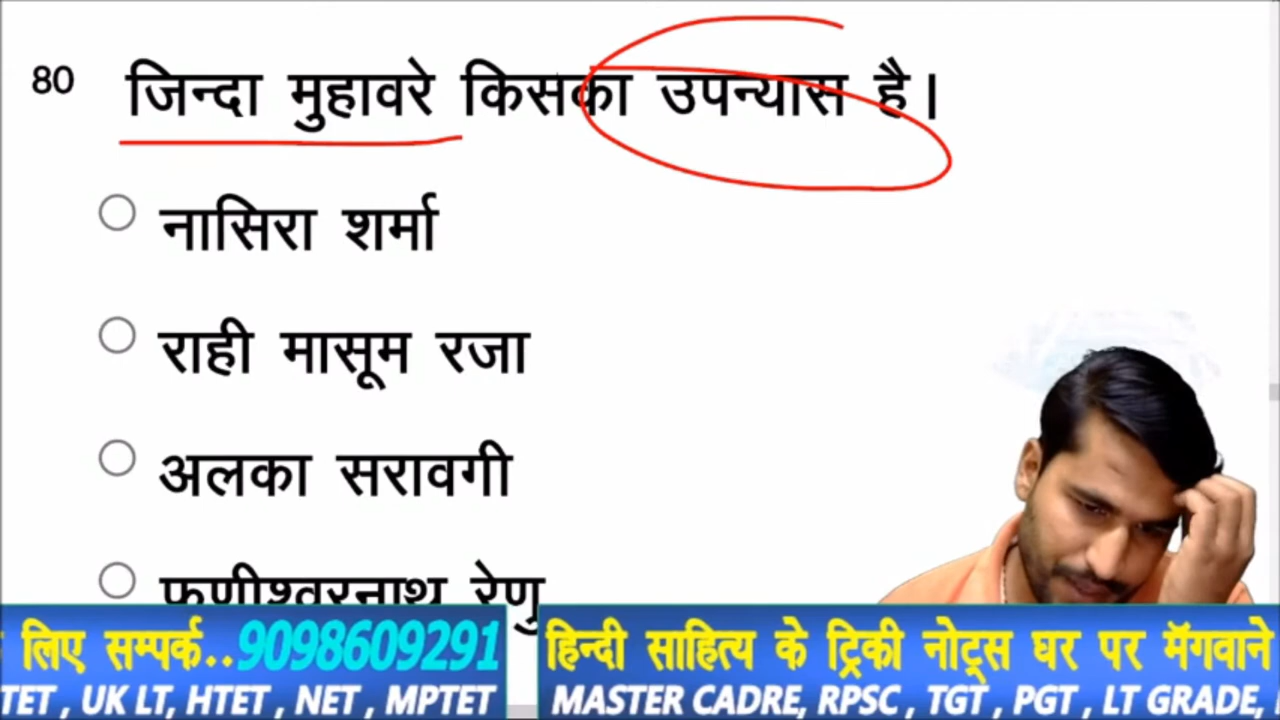 80 जिन्दा मुहावरे किसका उपन्यास है।
नासिरा शर्मा
राही मासूम रजा
अलका सरावगी
फणीश्वरनाथ रेणु
लिए सम्पर्क..9098609291
हिन्दी साहित्य के ट्रिकी नोट्स घर पर मॅगवाने
TET , UK LT, HTET , NET , MPTET
MASTER CADRE, RPSC , TGT , PGT , LT GRADE,